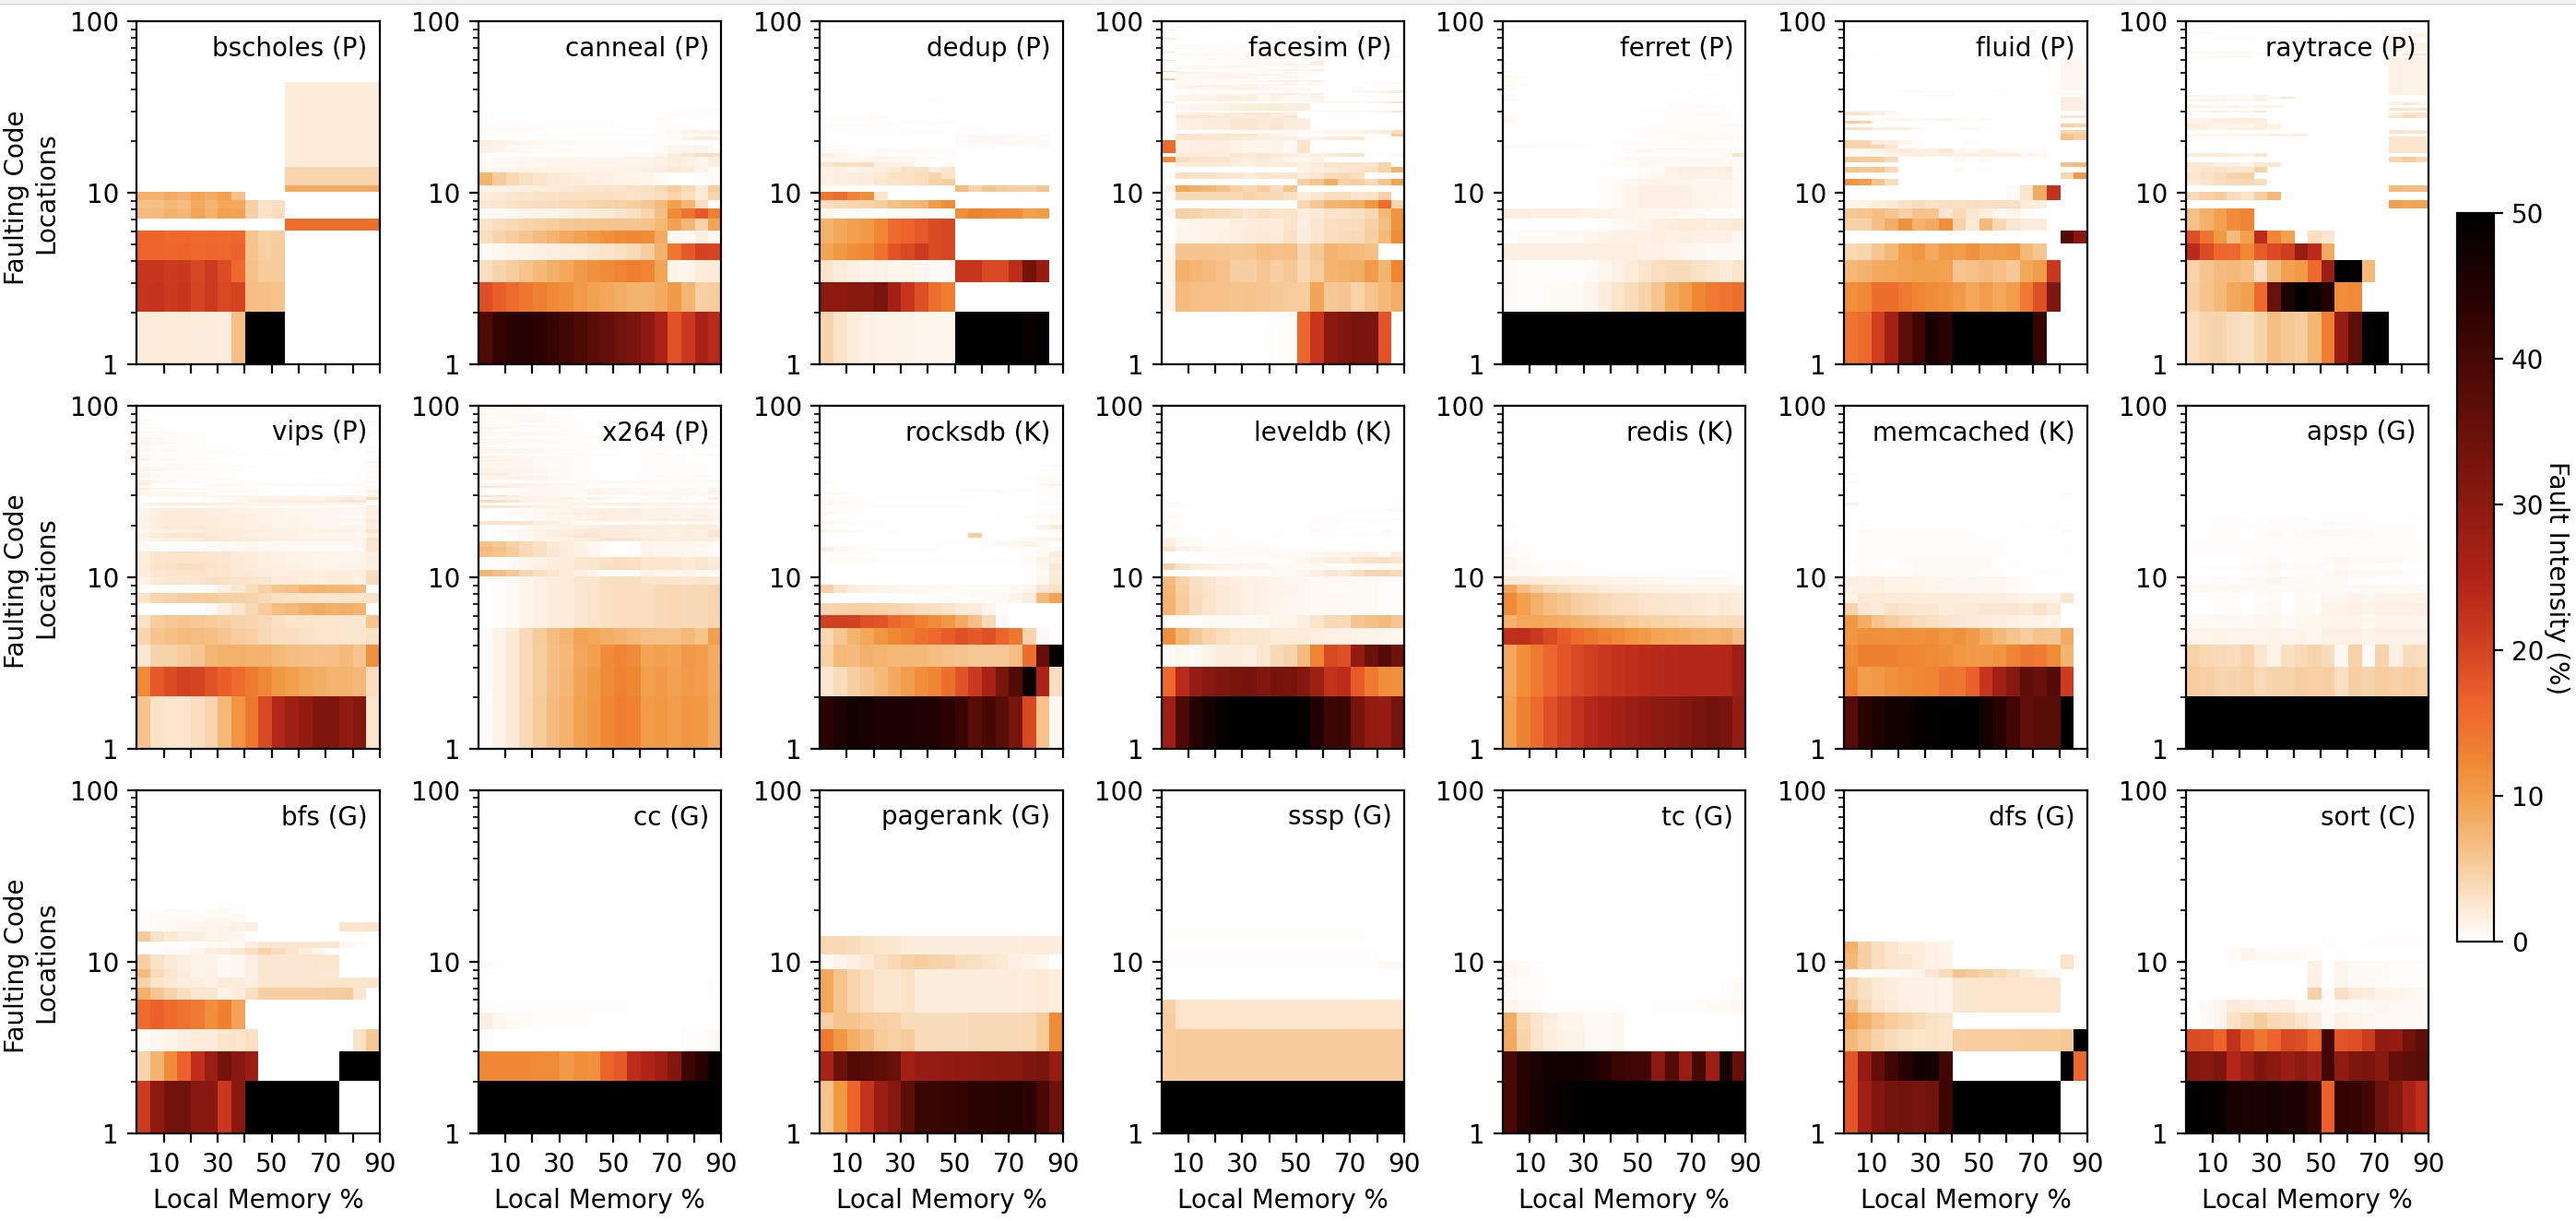 100
10
1
bscholes (P)
100
10
1
canneal (P)
100
10
1
dedup (P)
100
10
1
facesim (P)
100
10
1
ferret (P)
100
10
1
fluid (P)
100
10
1
raytrace (P)
Faulting Code
Locations
100
10
1
vips (P)
100
10
1
x264 (P)
100
10
1
rocksdb (K)
100
10
1
leveldb (K)
100
10
1
redis (K)
100
10
1
memcached (K)
100
10
1
apsp (G)
Faulting Code
Locations
100
10
1
bfs (G)
10 30 50 70 90
Local Memory %
100
10
1
cc (G)
10 30 50 70 90
Local Memory %
100
10
1
pagerank (G)
10 30 50 70 90
Local Memory %
100
10
1
sssp (G)
10 30 50 70 90
Local Memory %
100
10
1
tc (G)
10 30 50 70 90
Local Memory %
100
10
1
dfs (G)
10 30 50 70 90
Local Memory %
100
10
1
sort (C)
10 30 50 70 90
Local Memory %
Faulting Code
Locations
50
40
30
20
10
0
Fault Intensity (%)